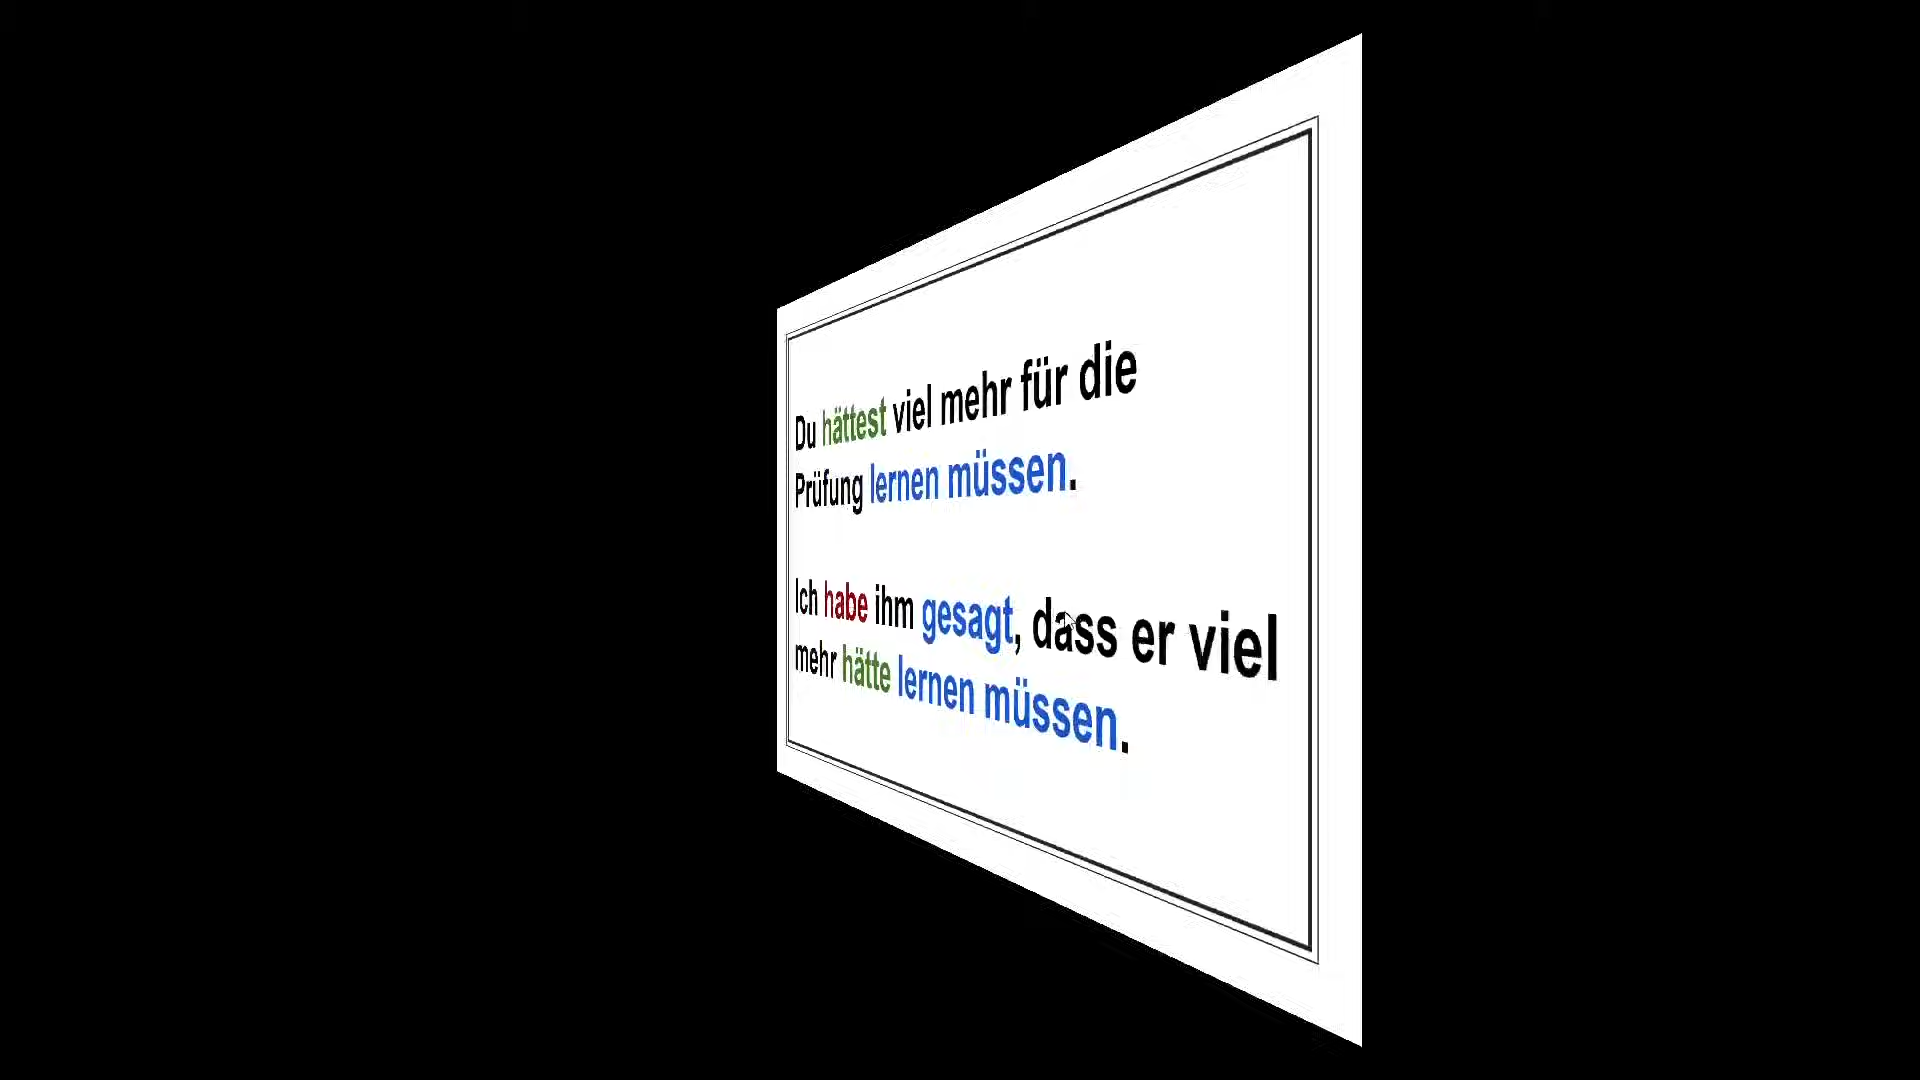 Du hättest viel mehr für die
Prüfung lernen müssen.
Ich habe ihm gesagt, dass er viel
mehr hätte lernen müssen.